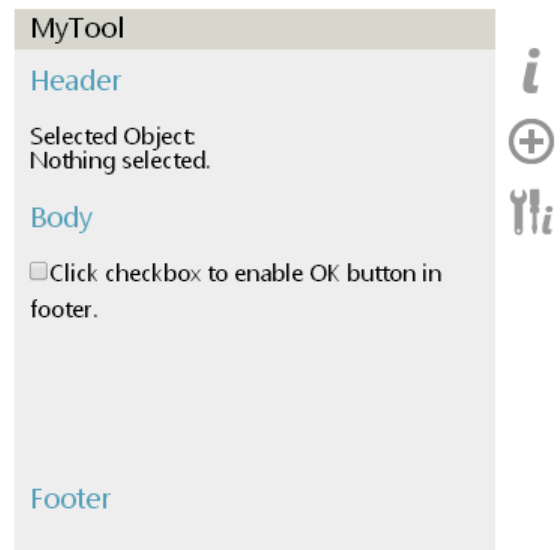 MyTool
Header
Selected Object:
Nothing selected.
Body
Click checkbox to enable OK button in
footer.
Footer